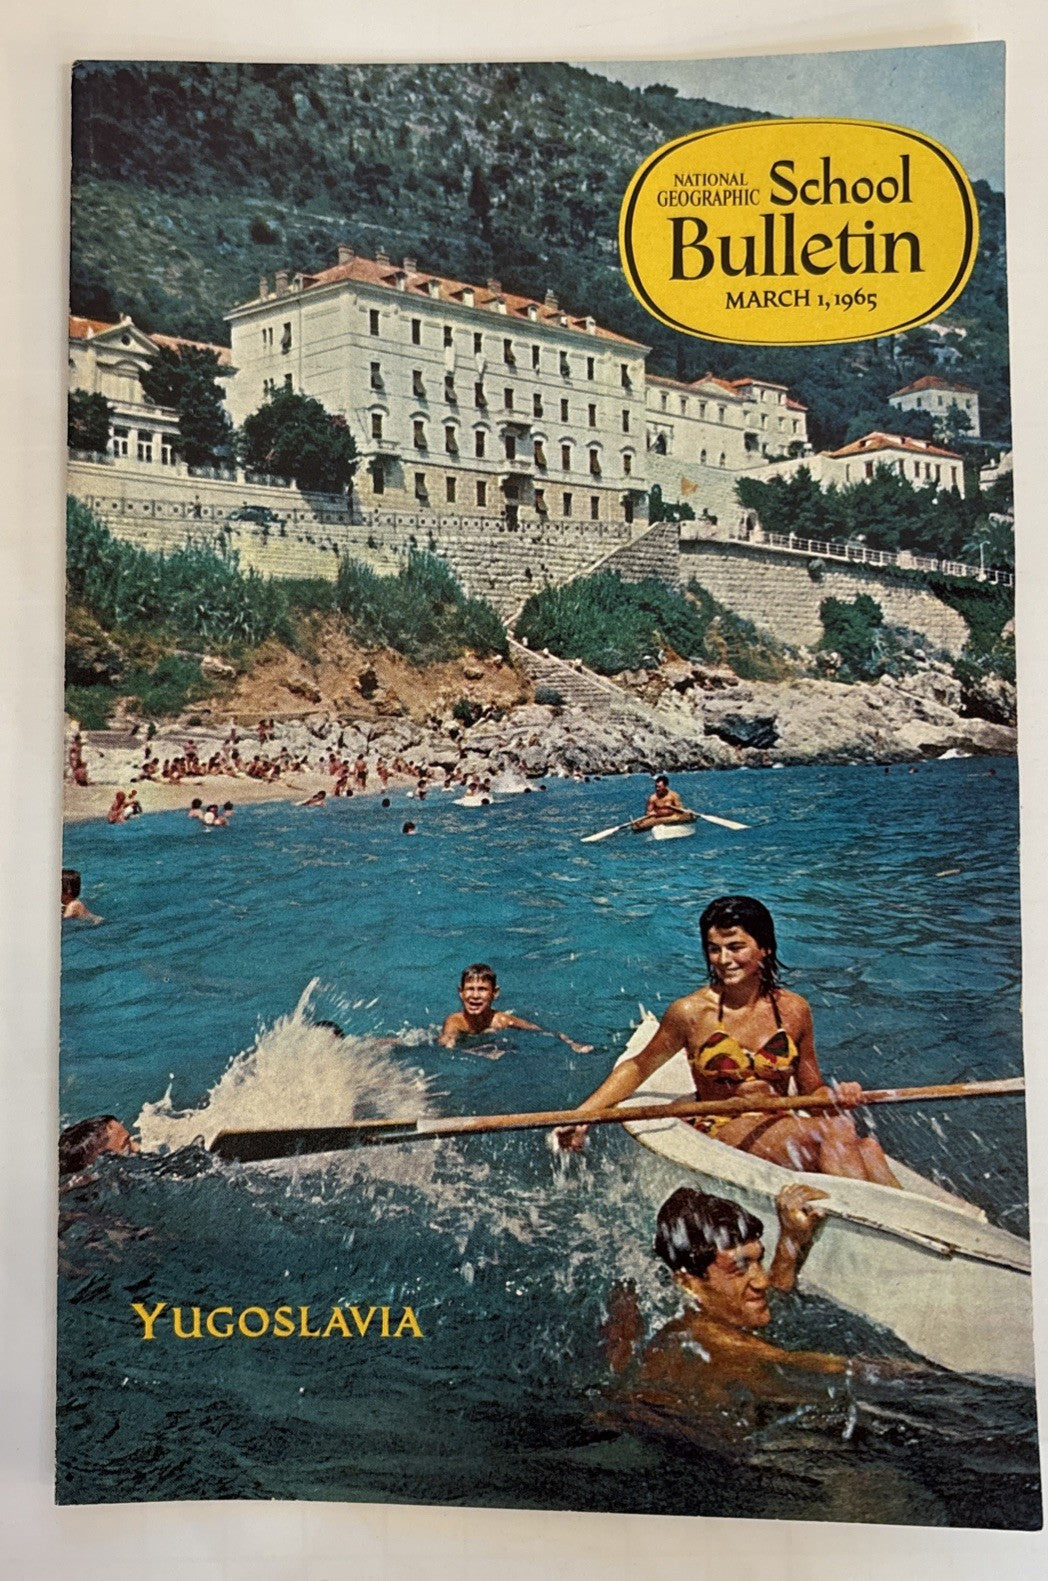 NATIONAL
GEOGRAPHIC School
Bulletin
MARCH 1, 1965
YUGOSLAVIA